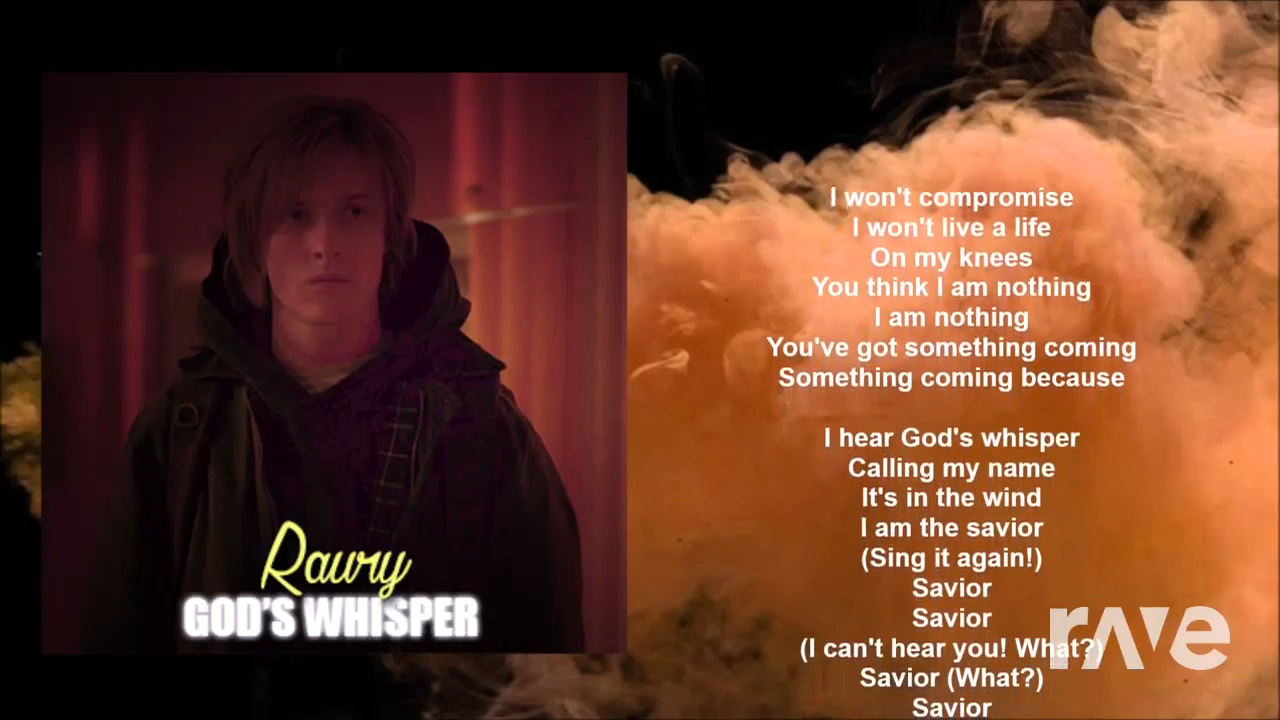 Raury
GOD'S WHISPER
I won't compromise
I won't live a life
On my knees
You think I am nothing
I am nothing
You've got something coming
Something coming because
I hear God's whisper
Calling my name
It's in the wind
I am the savior
(Sing it again!)
Savior
Savior
(I can't hear you! What?)
Savior (What?)
Savior
rave